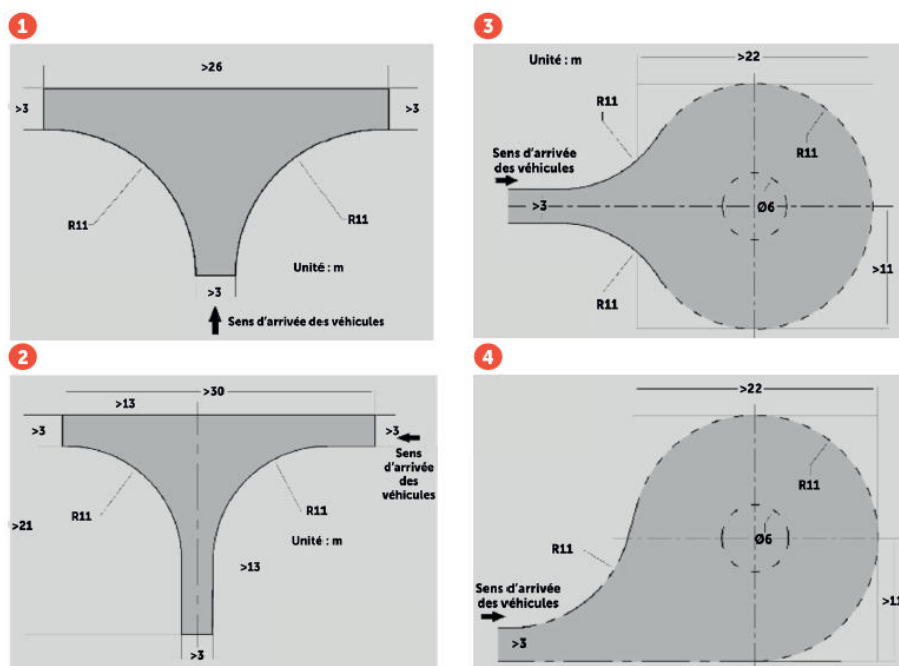 1
>26
>3
>3
R11
R11
Unité : m
>3
Sens d'arrivée des véhicules
2
>30
>13
>3
>3
Sens
d'arrivée
des
véhicules
R11
R11
>21
Unité : m
>13
>3
3
Unité : m
>22
R11
R11
Sens d'arrivée
des véhicules
>3
Ø6
>11
R11
4
>22
R11
R11
Ø6
Sens d'arrivée
des véhicules
>3
>11